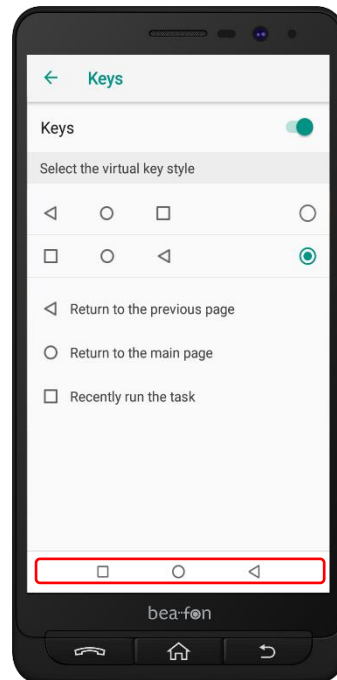 Keys
Keys
Select the virtual key style
Return to the previous page
Return to the main page
Recently run the task
bea-fon